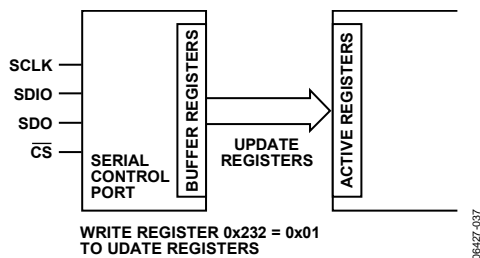 SCLK
SDIO
SDO
CS
SERIAL
CONTROL
PORT
BUFFER REGISTERS
UPDATE
REGISTERS
ACTIVE REGISTERS
WRITE REGISTER 0x232 = 0x01
TO UDATE REGISTERS
06427-037